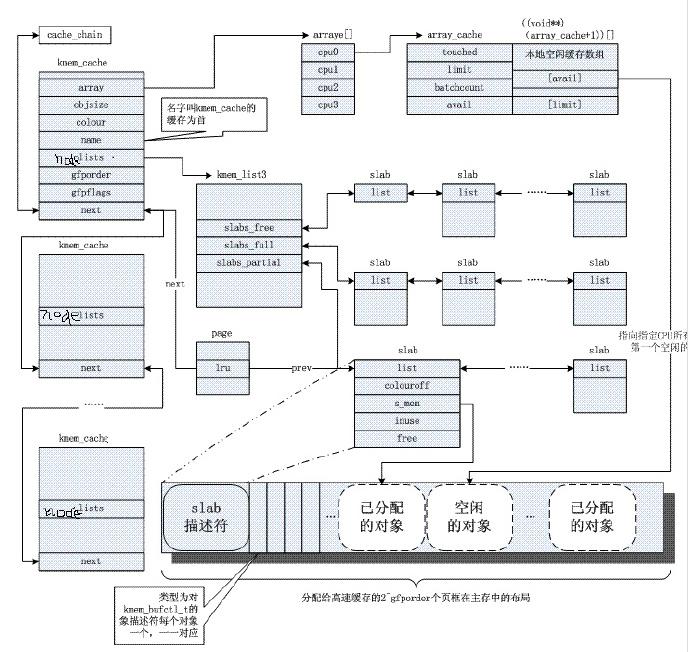 cache_chain
arraye[]
cpu0
cpu1
cpu2
cpu3
array_cache
touched
limit
batchcount
avail
((void**)
(array_cache+1))[]
本地空闲缓存数组
[avail]
[limit]
kmem_cache
array
objsize
colour
name
lists
gfporder
gfpflags
next
名字叫kmem_cache的
缓存为首
kmem_list3
slabs_free
slabs_full
slabs_partial
slab
list
slab
list
......
slab
list
slab
list
slab
list
......
slab
list
kmem_cache
node
lists
next
......
next
page
lru
prev
slab
list
colouroff
s_mem
inuse
free
......
slab
list
指向指定CPU所在
第一个空闲的
kmem_cache
node
lists
next
slab
描述符
...
已分配
的对象
空闲
的对象
...
已分配
的对象
类型为对
kmem_bufctl_t的
象描述符每个对象
一个，一一对应
分配给高速缓存的2^gfporder个页框在主存中的布局